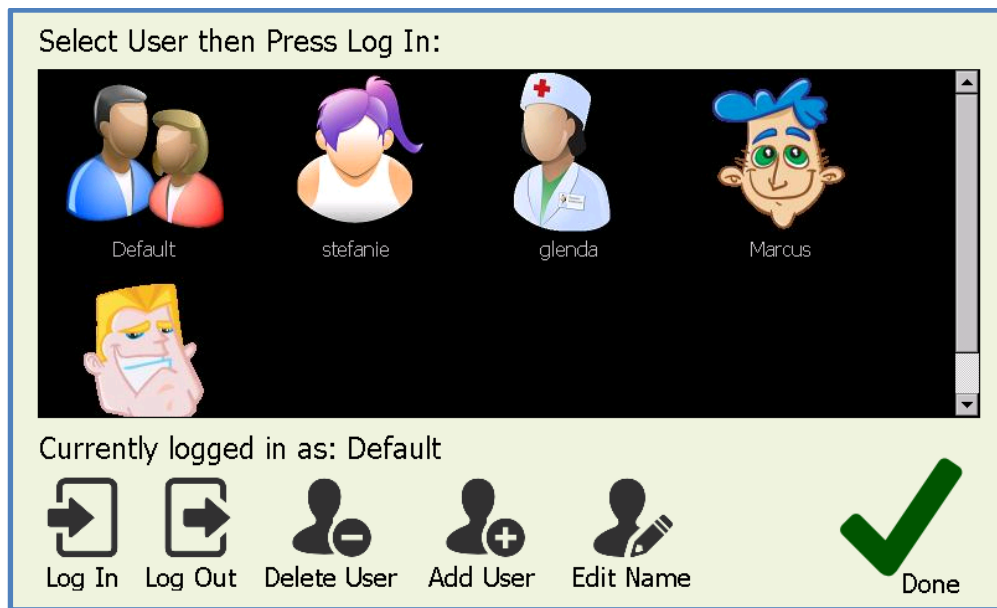 Select User then Press Log In:
Default stefanie glenda Marcus
Currently logged in as: Default
Log In Log Out Delete User Add User Edit Name Done